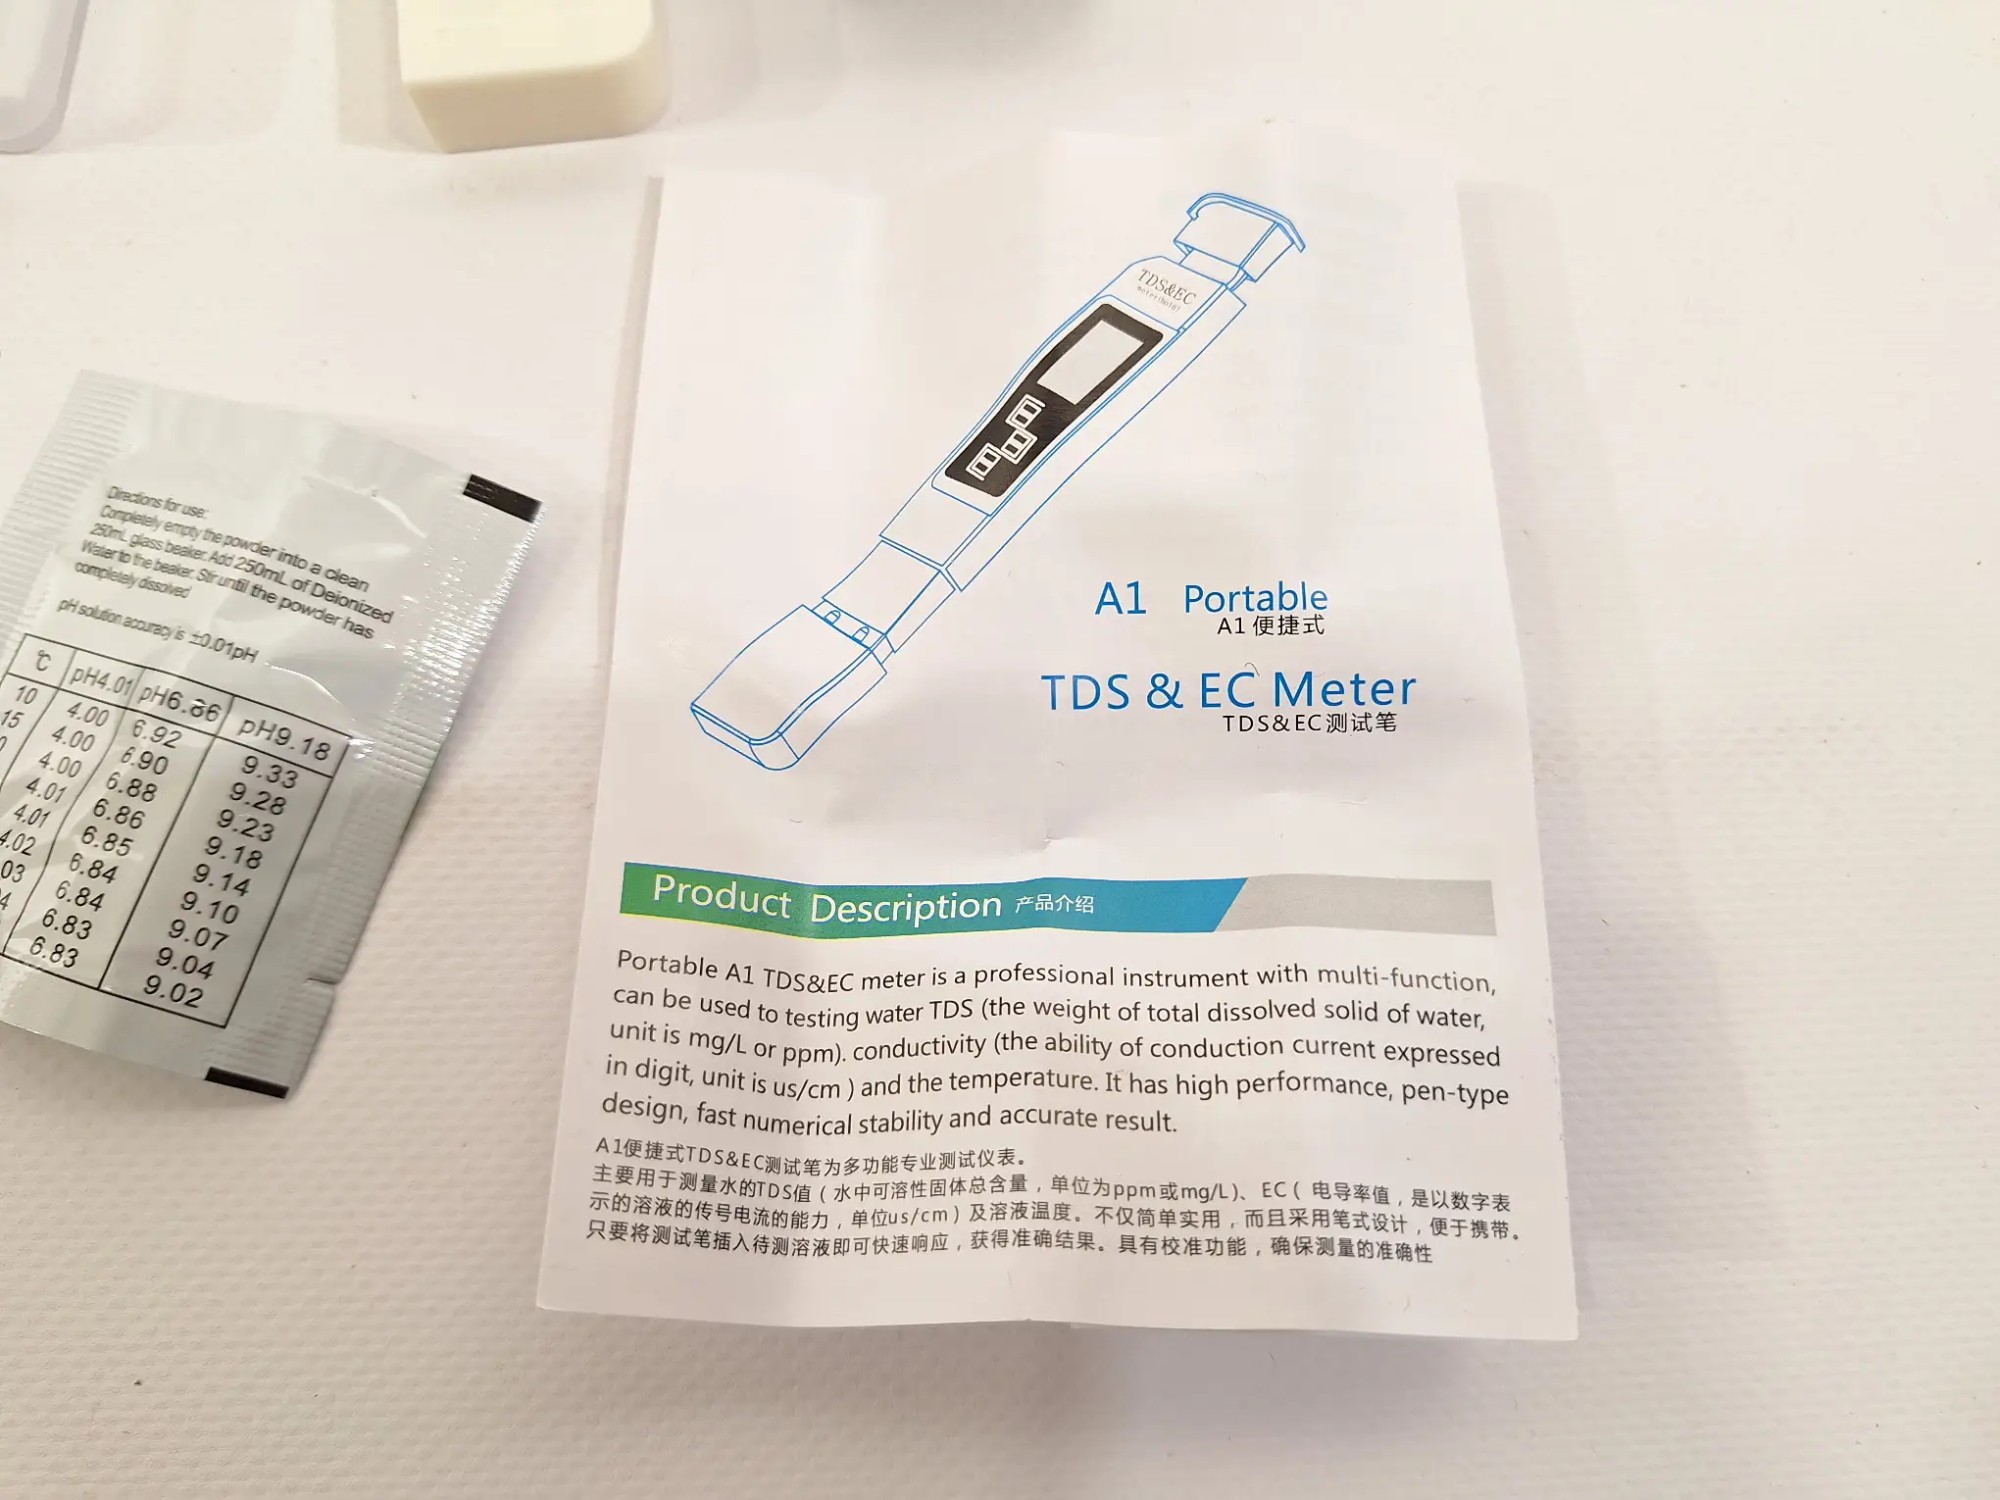 Directions for use:
Completely empty the powder into a clean
250mL glass beaker. Add 250mL of Deionized
Water to the beaker. Stir until the powder has
completely dissolved
pH solution accuracy is ±0.01pH
℃ pH4.01 pH6.86 pH9.18
10 4.00 6.92 9.33
15 4.00 6.90 9.28
4.00 6.88 9.23
4.01 6.86 9.18
4.01 6.85 9.14
4.02 6.84 9.10
03 6.84 9.07
4 6.83 9.04
6.83 9.02
TDS&EC
meter(hold)
A1 Portable
A1便捷式
TDS & EC Meter
TDS&EC测试笔
Product Description 产品介绍
Portable A1 TDS&EC meter is a professional instrument with multi-function,
can be used to testing water TDS (the weight of total dissolved solid of water,
unit is mg/L or ppm). conductivity (the ability of conduction current expressed
in digit, unit is us/cm ) and the temperature. It has high performance, pen-type
design, fast numerical stability and accurate result.
A1便捷式TDS&EC测试笔为多功能专业测试仪表。
主要用于测量水的TDS值（水中可溶性固体总含量，单位为ppm或mg/L)、EC（ 电导率值，是以数字表
示的溶液的传号电流的能力，单位us/cm）及溶液温度。不仅简单实用，而且采用笔式设计，便于携带。
只要将测试笔插入待测溶液即可快速响应，获得准确结果。具有校准功能，确保测量的准确性